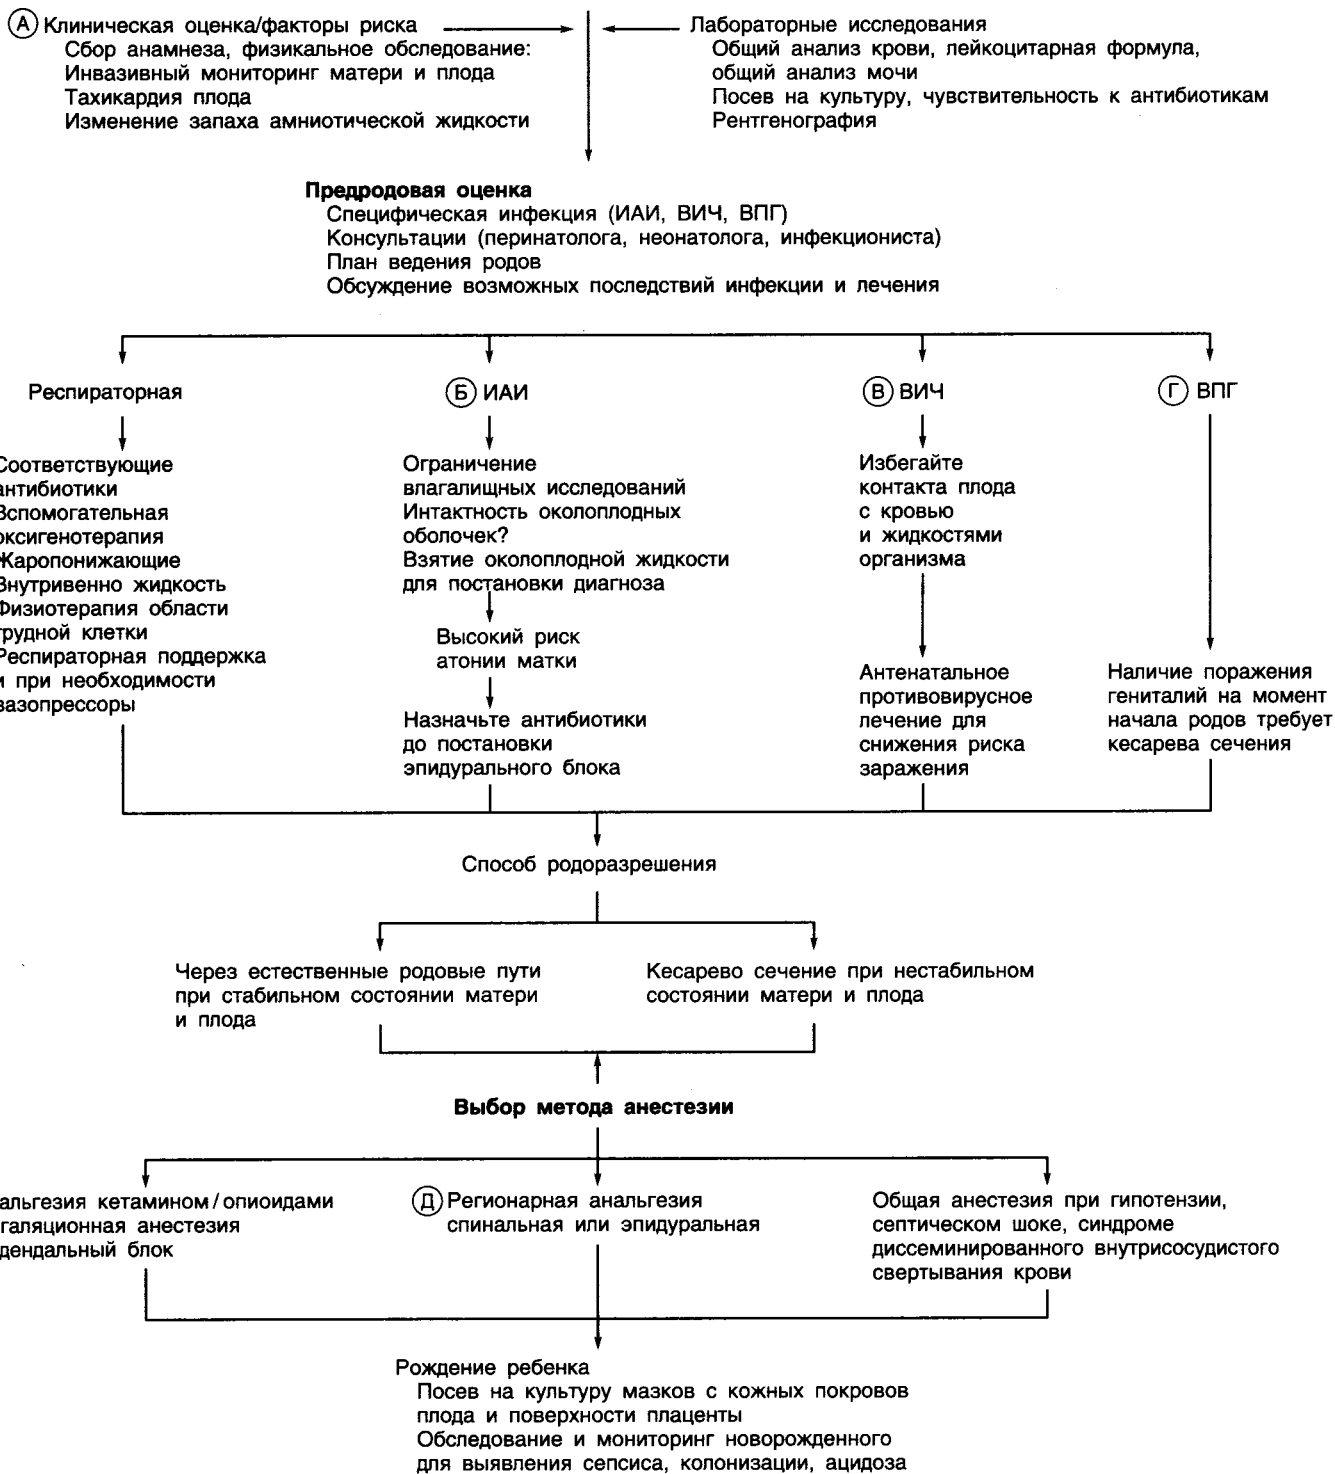 А Клиническая оценка/факторы риска
Сбор анамнеза, физикальное обследование:
Инвазивный мониторинг матери и плода
Тахикардия плода
Изменение запаха амниотической жидкости
Лабораторные исследования
Общий анализ крови, лейкоцитарная формула,
общий анализ мочи
Посев на культуру, чувствительность к антибиотикам
Рентгенография
Предродовая оценка
Специфическая инфекция (ИАИ, ВИЧ, ВПГ)
Консультации (перинатолога, неонатолога, инфекциониста)
План ведения родов
Обсуждение возможных последствий инфекции и лечения
Респираторная
Соответствующие
антибиотики
Вспомогательная
оксигенотерапия
Жаропонижающие
Внутривенно жидкость
Физиотерапия области
грудной клетки
Респираторная поддержка
и при необходимости
вазопрессоры
Б ИАИ
Ограничение
влагалищных исследований
Интактность околоплодных
оболочек?
Взятие околоплодной жидкости
для постановки диагноза
Высокий риск
атонии матки
Назначьте антибиотики
до постановки
эпидурального блока
В ВИЧ
Избегайте
контакта плода
с кровью
и жидкостями
организма
Антенатальное
противовирусное
лечение для
снижения риска
заражения
Г ВПГ
Наличие поражения
гениталий на момент
начала родов требует
кесарева сечения
Способ родоразрешения
Через естественные родовые пути
при стабильном состоянии матери
и плода
Кесарево сечение при нестабильном
состоянии матери и плода
Выбор метода анестезии
альгезия кетамином/опиоидами
галяционная анестезия
дендальный блок
Д Регионарная анальгезия
спинальная или эпидуральная
Общая анестезия при гипотензии,
септическом шоке, синдроме
диссеминированного внутрисосудистого
свертывания крови
Рождение ребенка
Посев на культуру мазков с кожных покровов
плода и поверхности плаценты
Обследование и мониторинг новорожденного
для выявления сепсиса, колонизации, ацидоза